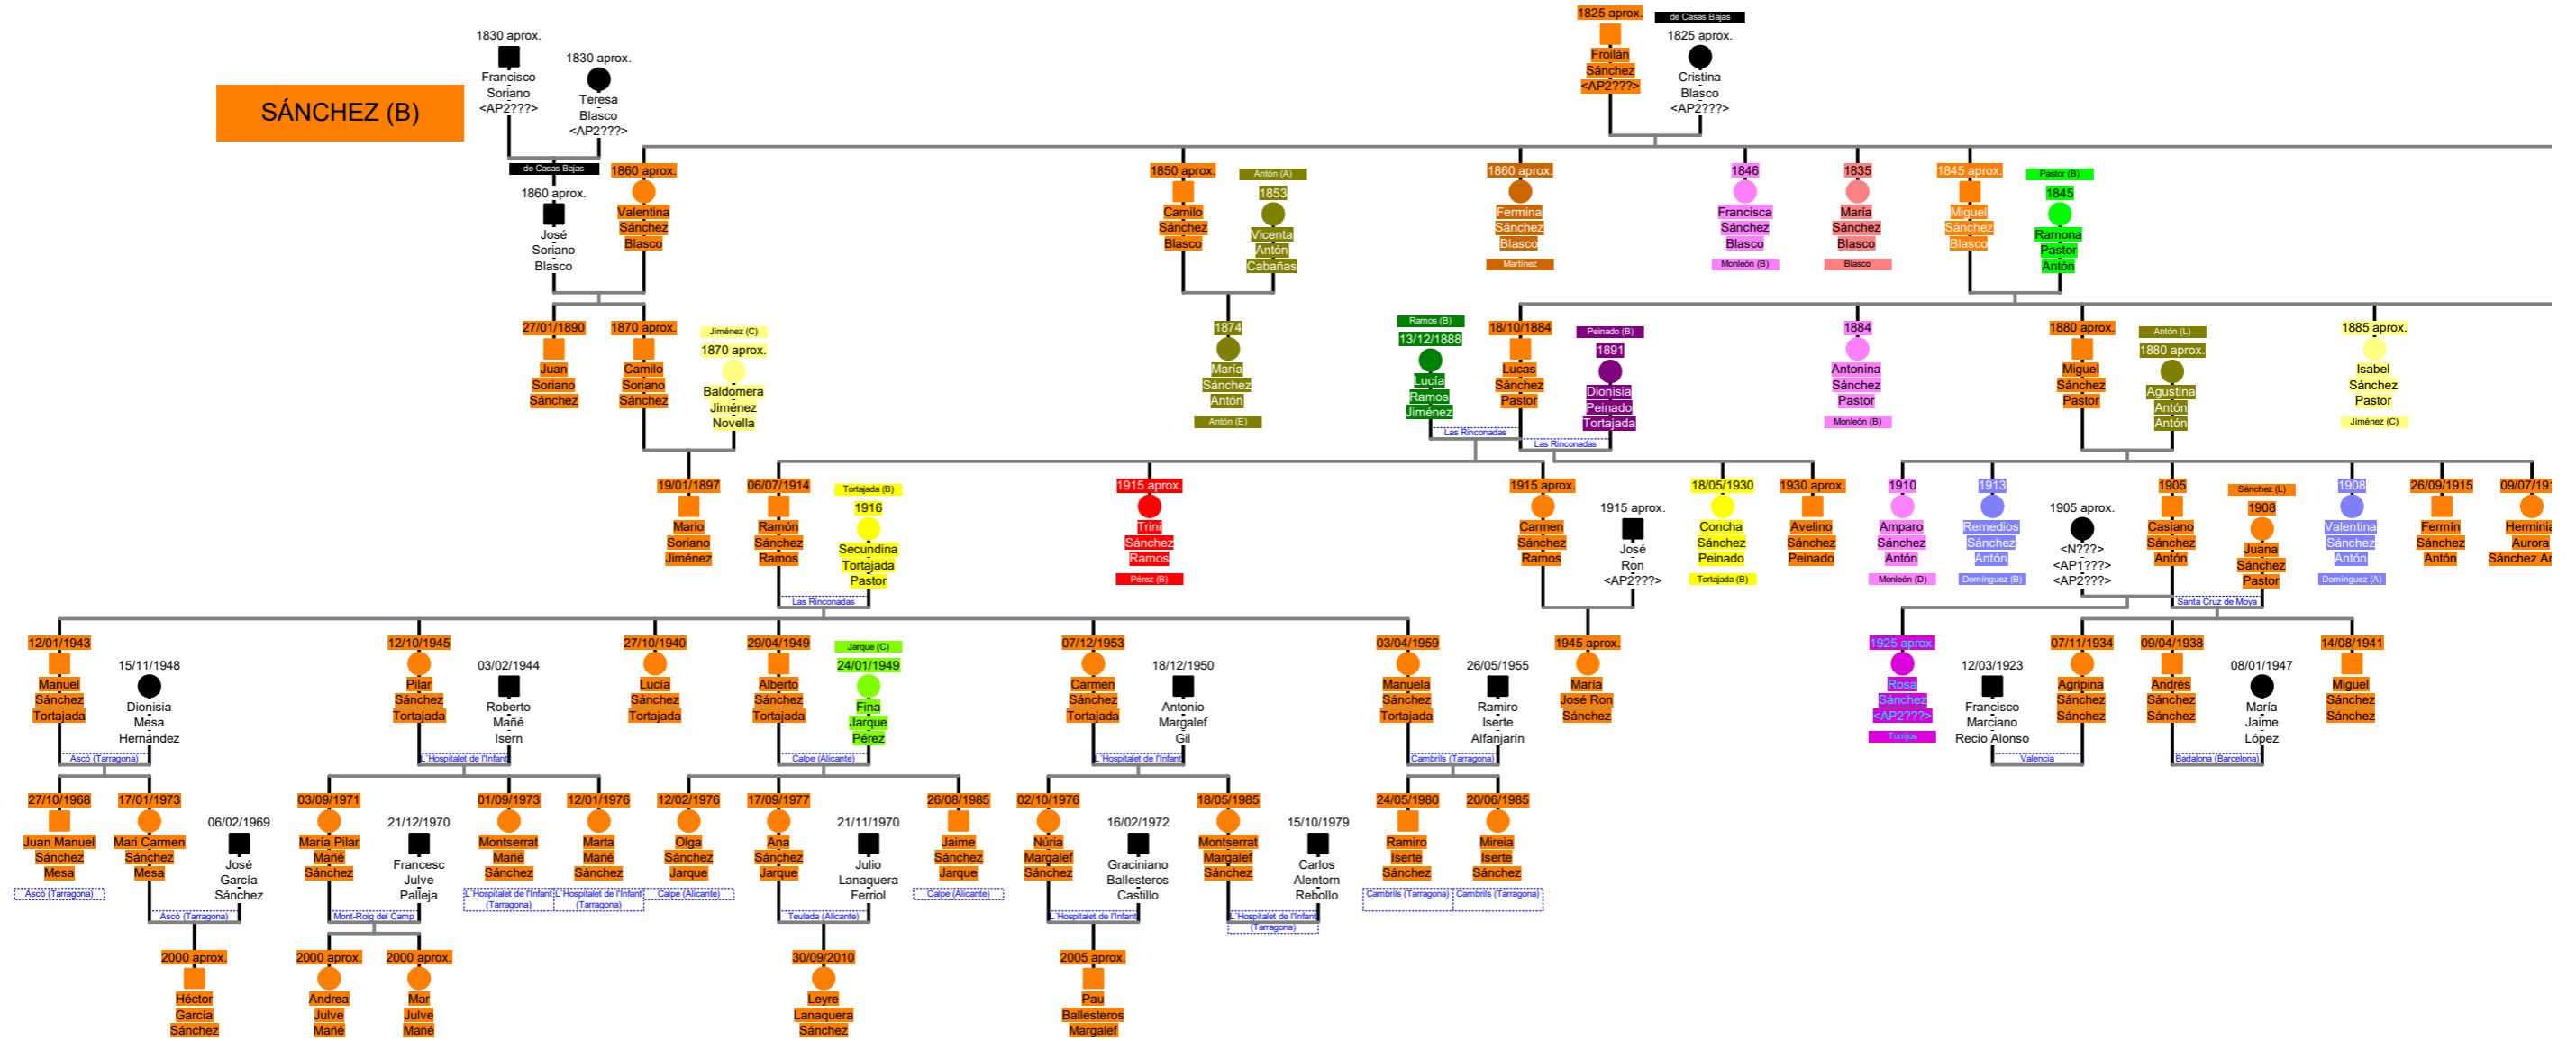 SÁNCHEZ (B)
1830 aprox.
Francisco
Soriano
<AP2???>
1830 aprox.
Teresa
Blasco
<AP2???>
1825 aprox.
Froilán
Sánchez
<AP2???>
de Casas Bajas
1825 aprox.
Cristina
Blasco
<AP2???>
de Casas Bajas
1860 aprox.
José
Soriano
Blasco
1860 aprox.
Valentina
Sánchez
Blasco
1850 aprox.
Camilo
Sánchez
Blasco
Antón (A)
1853
Vicenta
Antón
Cabañas
1860 aprox.
Fermina
Sánchez
Blasco
Martínez
1846
Francisca
Sánchez
Blasco
Monleón (B)
1835
María
Sánchez
Blasco
Blasco
1845 aprox.
Miguel
Sánchez
Blasco
Pastor (B)
1845
Ramona
Pastor
Antón
27/01/1890
Juan
Soriano
Sánchez
1870 aprox.
Camilo
Soriano
Sánchez
Jiménez (C)
1870 aprox.
Baldomera
Jiménez
Novella
1874
María
Sánchez
Antón
Antón (E)
Ramos (B)
13/12/1888
Lucía
Ramos
Jiménez
18/10/1884
Lucas
Sánchez
Pastor
Peinado (B)
1891
Dionisia
Peinado
Tortajada
Las Rinconadas
Las Rinconadas
1884
Antonina
Sánchez
Pastor
Monleón (B)
1880 aprox.
Miguel
Sánchez
Pastor
Antón (L)
1880 aprox.
Agustina
Antón
Antón
1885 aprox.
Isabel
Sánchez
Pastor
Jiménez (C)
19/01/1897
Mario
Soriano
Jiménez
06/07/1914
Ramón
Sánchez
Ramos
Tortajada (B)
1916
Secundina
Tortajada
Pastor
Las Rinconadas
1915 aprox.
Trini
Sánchez
Ramos
Pérez (B)
1915 aprox.
Carmen
Sánchez
Ramos
1915 aprox.
José
Ron
<AP2???>
18/05/1930
Concha
Sánchez
Peinado
Tortajada (B)
1930 aprox.
Avelino
Sánchez
Peinado
1910
Amparo
Sánchez
Antón
Monleón (D)
1913
Remedios
Sánchez
Antón
Domínguez (B)
1905 aprox.
<N???>
<AP1???>
<AP2???>
1905
Casiano
Sánchez
Antón
Sánchez (L)
1908
Juana
Sánchez
Pastor
Santa Cruz de Moya
1908
Valentina
Sánchez
Antón
Domínguez (A)
26/09/1915
Fermín
Sánchez
Antón
09/07/19
Herminia
Aurora
Sánchez
12/01/1943
Manuel
Sánchez
Tortajada
15/11/1948
Dionisia
Mesa
Hernández
Ascó (Tarragona)
12/10/1945
Pilar
Sánchez
Tortajada
03/02/1944
Roberto
Mañé
Isern
L´Hospitalet de l'Infant
27/10/1940
Lucía
Sánchez
Tortajada
29/04/1949
Alberto
Sánchez
Tortajada
Jarque (C)
24/01/1949
Fina
Jarque
Pérez
Calpe (Alicante)
07/12/1953
Carmen
Sánchez
Tortajada
18/12/1950
Antonio
Margalef
Gil
L´Hospitalet de l'Infant
03/04/1959
Manuela
Sánchez
Tortajada
26/05/1955
Ramiro
Iserte
Alfanjarín
Cambrils (Tarragona)
1945 aprox.
María
José Ron
Sánchez
1925 aprox.
Rosa
Sánchez
<AP2???>
Torrijos
12/03/1923
Francisco
Marciano
Recio Alonso
07/11/1934
Agripina
Sánchez
Sánchez
Valencia
09/04/1938
Andrés
Sánchez
Sánchez
08/01/1947
María
Jaime
López
Badalona (Barcelona)
14/08/1941
Miguel
Sánchez
Sánchez
27/10/1968
Juan Manuel
Sánchez
Mesa
Ascó (Tarragona)
17/01/1973
Mari Carmen
Sánchez
Mesa
06/02/1969
José
García
Sánchez
Ascó (Tarragona)
03/09/1971
María Pilar
Mañé
Sánchez
21/12/1970
Francesc
Julve
Palleja
Mont-Roig del Camp
01/09/1973
Montserrat
Mañé
Sánchez
L´Hospitalet de l'Infant
(Tarragona)
12/01/1976
Marta
Mañé
Sánchez
L´Hospitalet de l'Infant
(Tarragona)
12/02/1976
Olga
Sánchez
Jarque
Calpe (Alicante)
17/09/1977
Ana
Sánchez
Jarque
21/11/1970
Julio
Lanaquera
Ferriol
Teulada (Alicante)
26/08/1985
Jaime
Sánchez
Jarque
Calpe (Alicante)
02/10/1976
Núria
Margalef
Sánchez
16/02/1972
Graciniano
Ballesteros
Castillo
L´Hospitalet de l'Infant
18/05/1985
Montserrat
Margalef
Sánchez
15/10/1979
Carlos
Alentorn
Rebollo
L´Hospitalet de l'Infant
(Tarragona)
24/05/1980
Ramiro
Iserte
Sánchez
Cambrils (Tarragona)
20/06/1985
Mireia
Iserte
Sánchez
Cambrils (Tarragona)
2000 aprox.
Héctor
García
Sánchez
2000 aprox.
Andrea
Julve
Mañé
2000 aprox.
Mar
Julve
Mañé
30/09/2010
Leyre
Lanaquera
Sánchez
2005 aprox.
Pau
Ballesteros
Margalef